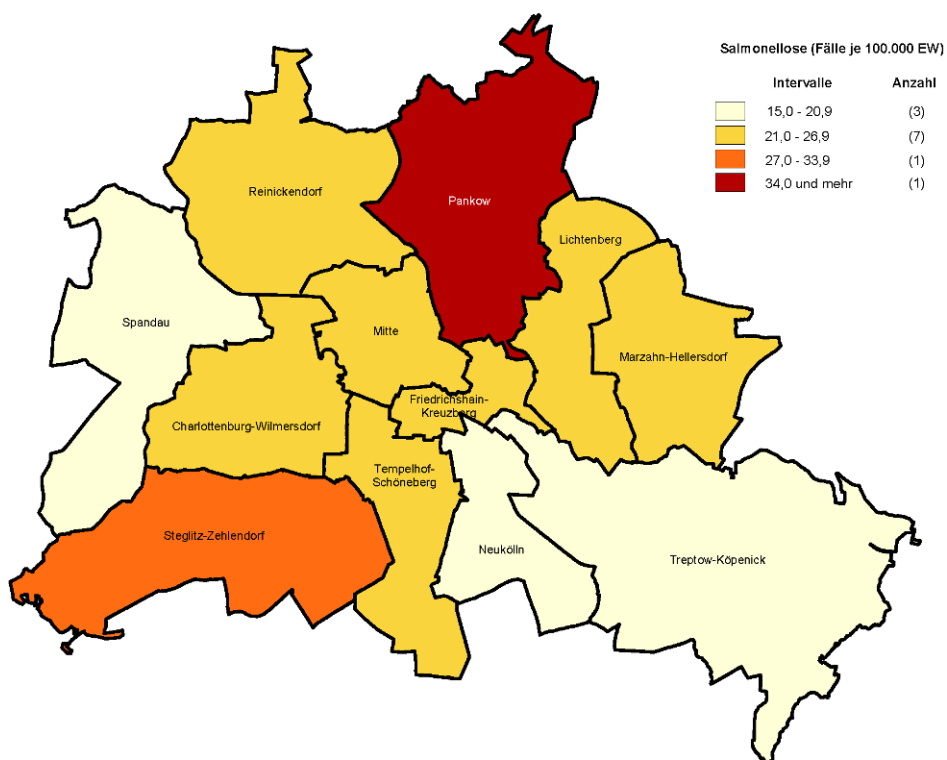 Salmonellose (Fälle je 100.000 EW)
Intervalle Anzahl
15,0 - 20,9 (3)
21,0 - 26,9 (7)
27,0 - 33,9 (1)
34,0 und mehr (1)
Reinickendorf
Pankow
Lichtenberg
Spandau
Mitte
Marzahn-Hellersdorf
Friedrichshain-
Kreuzberg
Charlottenburg-Wilmersdorf
Tempelhof-
Schöneberg
Steglitz-Zehlendorf
Neukölln
Treptow-Köpenick